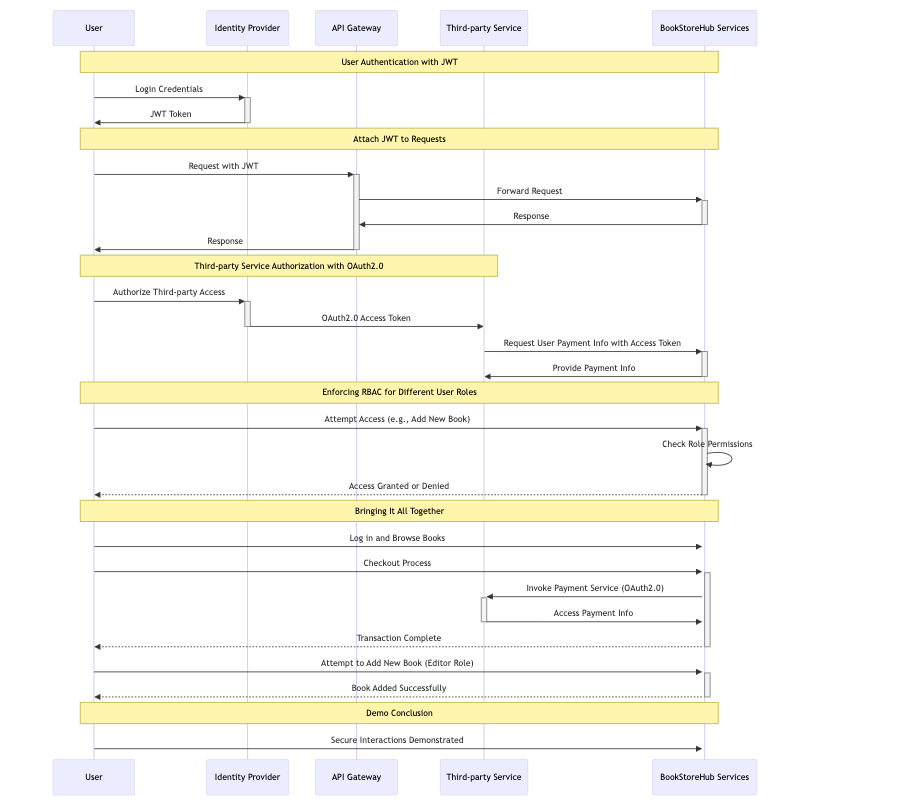 User
Identity Provider
API Gateway
Third-party Service
BookStoreHub Services
User Authentication with JWT
Login Credentials
JWT Token
Attach JWT to Requests
Request with JWT
Forward Request
Response
Response
Third-party Service Authorization with OAuth2.0
Authorize Third-party Access
OAuth2.0 Access Token
Request User Payment Info with Access Token
Provide Payment Info
Enforcing RBAC for Different User Roles
Attempt Access (e.g., Add New Book)
Check Role Permissions
Access Granted or Denied
Bringing It All Together
Log in and Browse Books
Checkout Process
Invoke Payment Service (OAuth2.0)
Access Payment Info
Transaction Complete
Attempt to Add New Book (Editor Role)
Book Added Successfully
Demo Conclusion
Secure Interactions Demonstrated
User
Identity Provider
API Gateway
Third-party Service
BookStoreHub Services